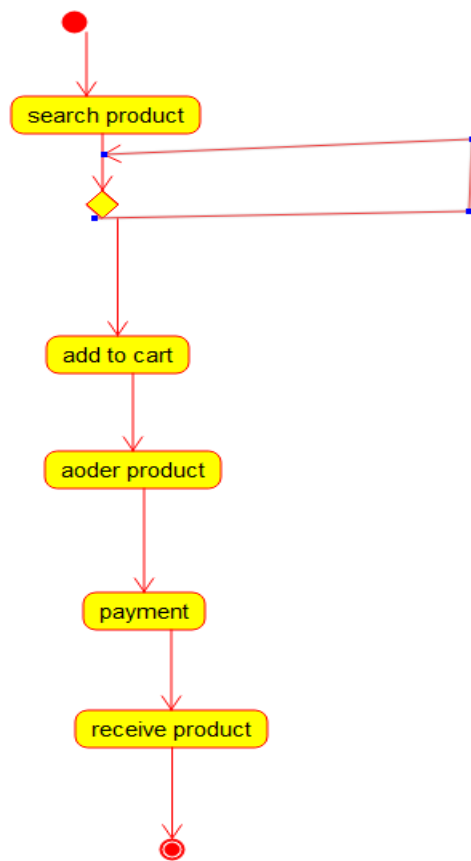 search product
add to cart
aoder product
payment
receive product